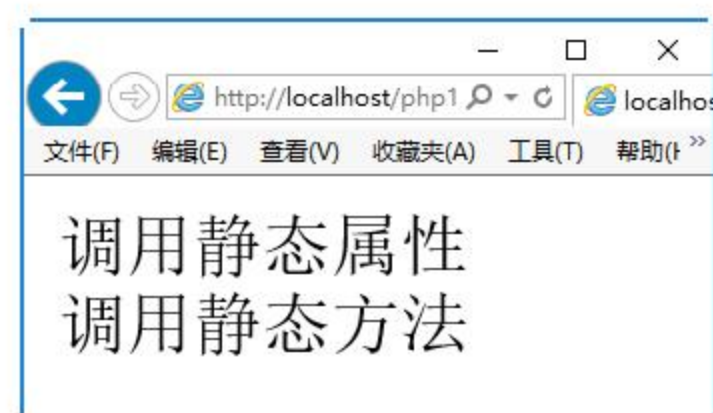 http://localhost/php1
localhos
文件(F) 编辑(E) 查看(V) 收藏夹(A) 工具(T) 帮助(H
调用静态属性
调用静态方法